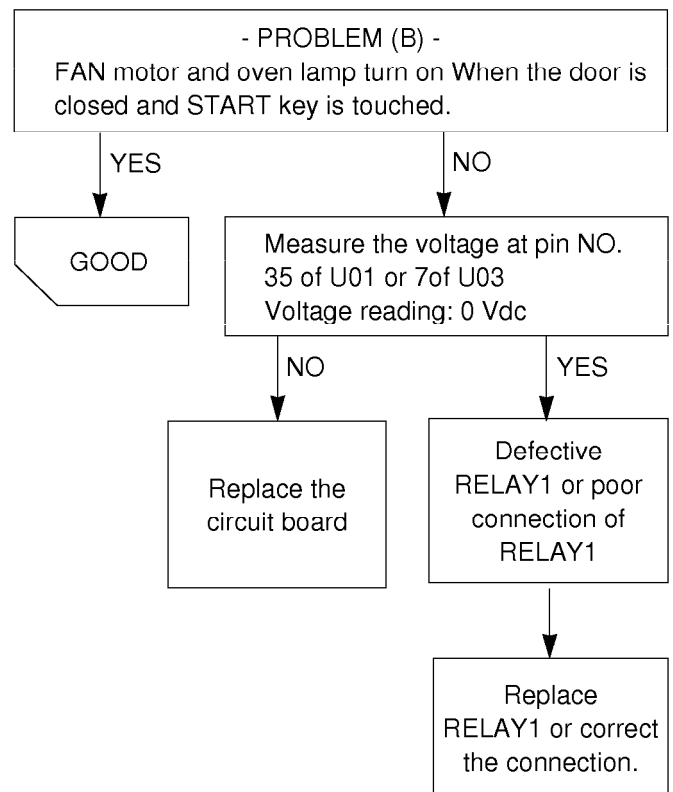 - PROBLEM (B) -
FAN motor and oven lamp turn on When the door is
closed and START key is touched.
YES
NO
GOOD
Measure the voltage at pin NO.
35 of U01 or 7of U03
Voltage reading: 0 Vdc
NO
YES
Replace the
circuit board
Defective
RELAY1 or poor
connection of
RELAY1
Replace
RELAY1 or correct
the connection.